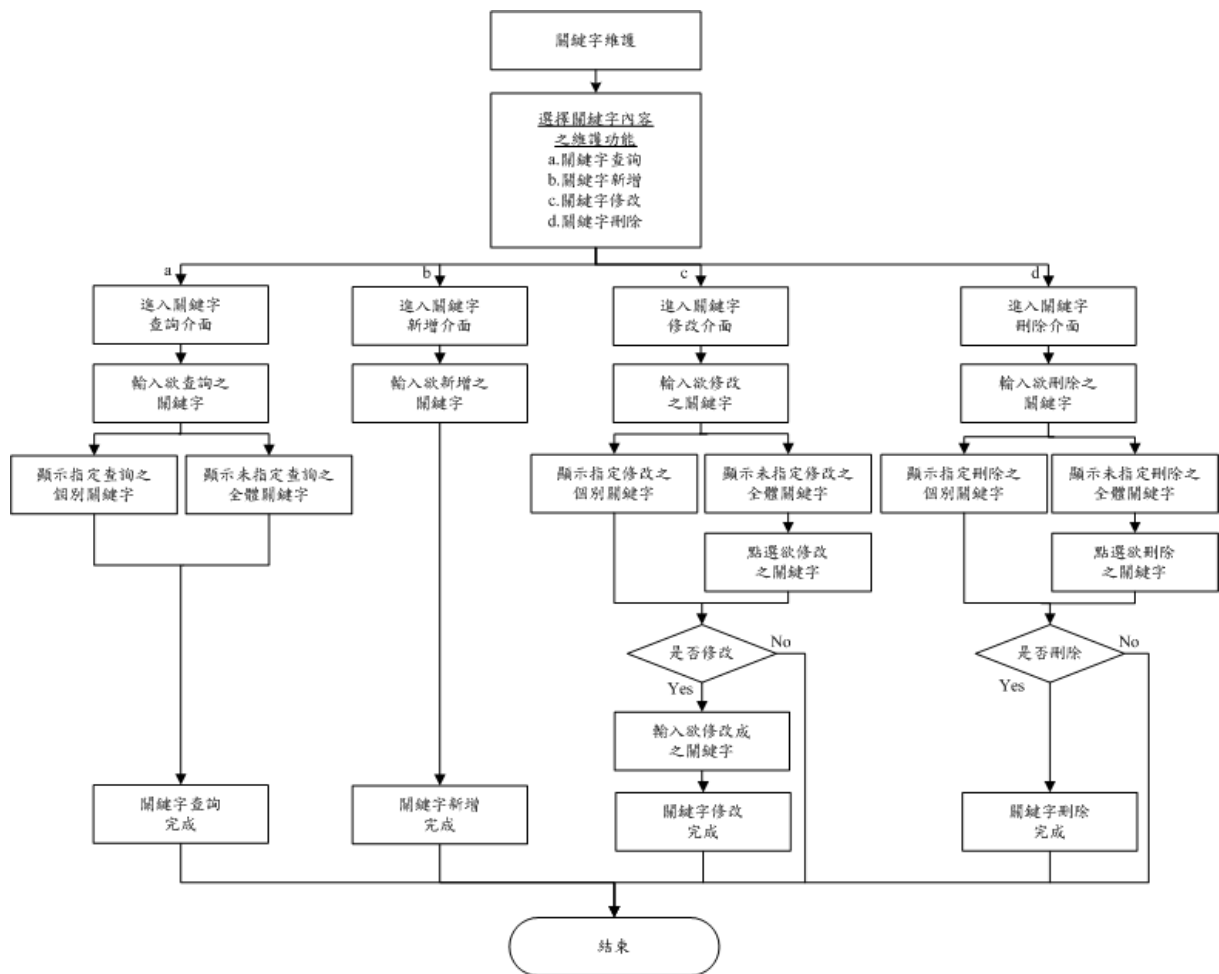 關鍵字維護
選擇關鍵字內容
之維護功能
a.關鍵字查詢
b.關鍵字新增
c.關鍵字修改
d.關鍵字刪除
a
b
c
d
進入關鍵字
查詢介面
進入關鍵字
新增介面
進入關鍵字
修改介面
進入關鍵字
刪除介面
輸入欲查詢之
關鍵字
輸入欲新增之
關鍵字
輸入欲修改
之關鍵字
輸入欲刪除之
關鍵字
顯示指定查詢之
個別關鍵字
顯示未指定查詢之
全體關鍵字
顯示指定修改之
個別關鍵字
顯示未指定修改之
全體關鍵字
顯示指定刪除之
個別關鍵字
顯示未指定刪除之
全體關鍵字
點選欲修改
之關鍵字
點選欲刪除
之關鍵字
是否修改
No
是否刪除
No
Yes
Yes
輸入欲修改成
之關鍵字
關鍵字查詢
完成
關鍵字新增
完成
關鍵字修改
完成
關鍵字刪除
完成
結束